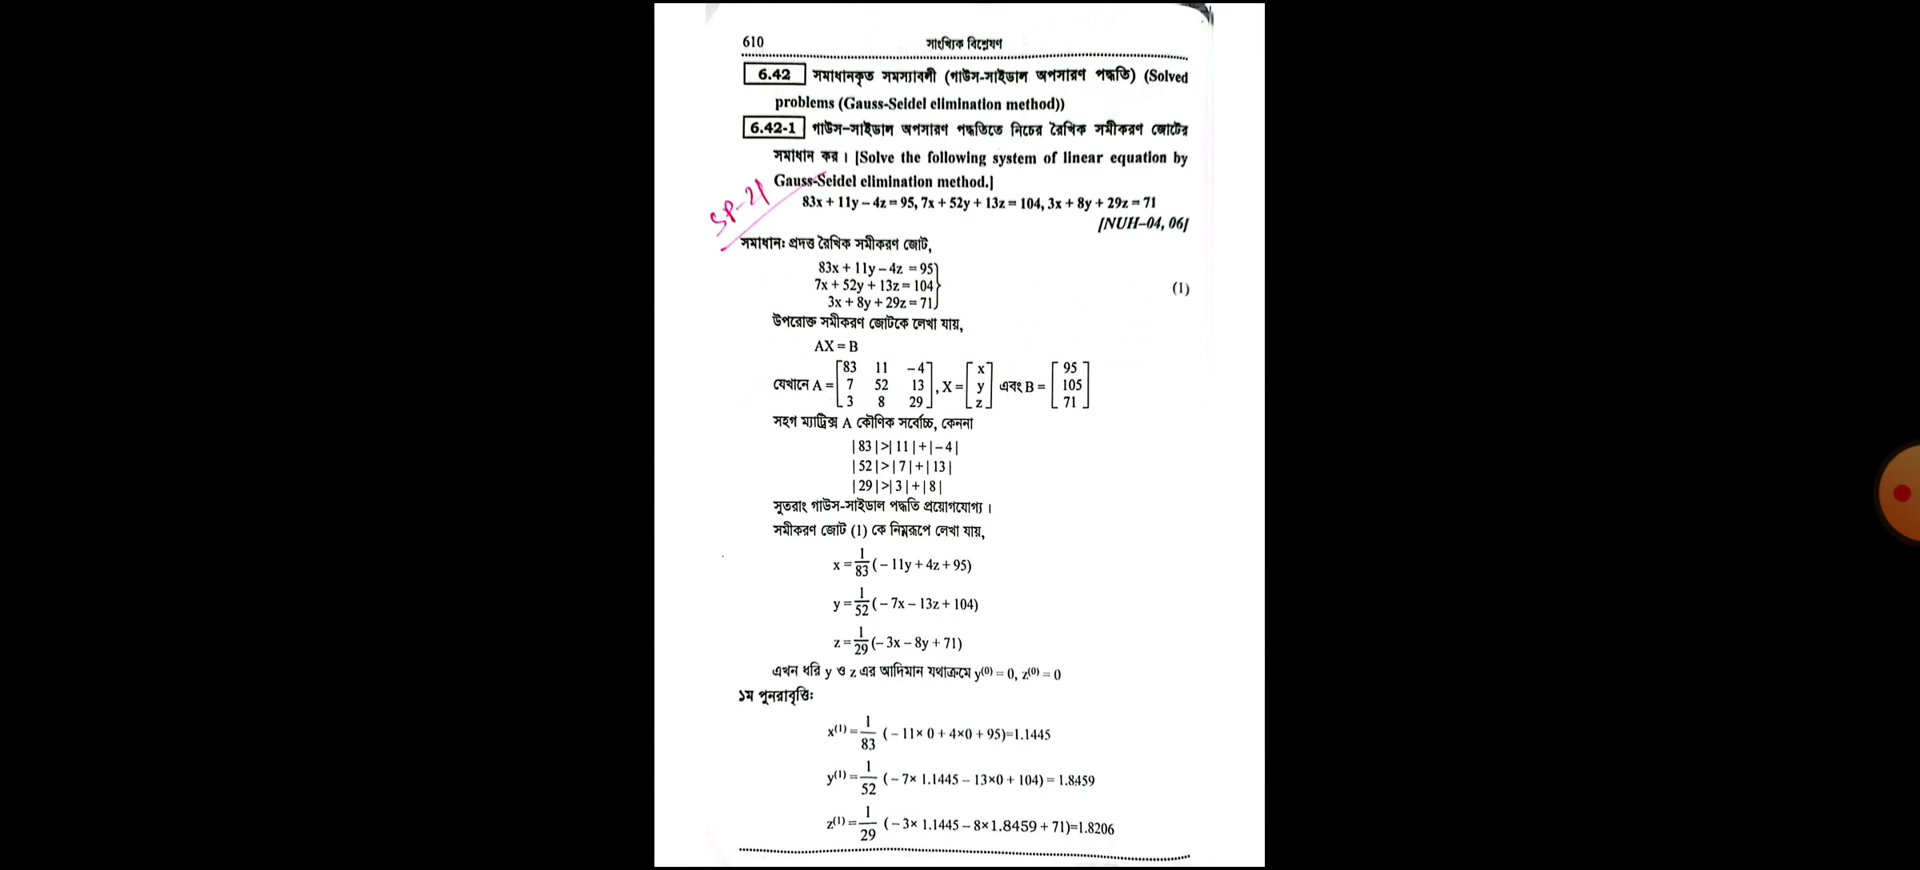 610 সাংখ্যিক বিশ্লেষণ
6.42 সমাধানকৃত সমস্যাবলী (গাউস-সাইডাল অপসারণ পদ্ধতি) (Solved
problems (Gauss-Seidel elimination method))
6.42-1 গাউস-সাইডাল অপসারণ পদ্ধতিতে নিচের রৈখিক সমীকরণ জোটের
সমাধান কর। [Solve the following system of linear equation by
Gauss-Seidel elimination method.]
SP-21
83x + 11y – 4z = 95, 7x + 52y + 13z = 104, 3x + 8y + 29z = 71
[NUH–04, 06]
সমাধানঃ প্রদত্ত রৈখিক সমীকরণ জোট,
83x + 11y – 4z = 95
7x + 52y + 13z = 104 } (1)
3x + 8y + 29z = 71
উপরোক্ত সমীকরণ জোটকে লেখা যায়,
AX = B
যেখানে A = [83 11 –4; 7 52 13; 3 8 29], X = [x; y; z] এবং B = [95; 105; 71]
সহগ ম্যাট্রিক্স A কৌণিক সর্বোচ্চ, কেননা
|83|>|11|+|–4|
|52|>|7|+|13|
|29|>|3|+|8|
সুতরাং গাউস-সাইডাল পদ্ধতি প্রয়োগযোগ্য।
সমীকরণ জোট (1) কে নিম্নরূপে লেখা যায়,
x = 1/83 (– 11y + 4z + 95)
y = 1/52 (– 7x – 13z + 104)
z = 1/29 (– 3x – 8y + 71)
এখন ধরি y ও z এর আদিমান যথাক্রমে y⁽⁰⁾ = 0, z⁽⁰⁾ = 0
১ম পুনরাবৃত্তিঃ
x⁽¹⁾ = 1/83 (– 11× 0 + 4×0 + 95)=1.1445
y⁽¹⁾ = 1/52 (– 7× 1.1445 – 13×0 + 104) = 1.8459
z⁽¹⁾ = 1/29 (– 3× 1.1445 – 8×1.8459 + 71)=1.8206